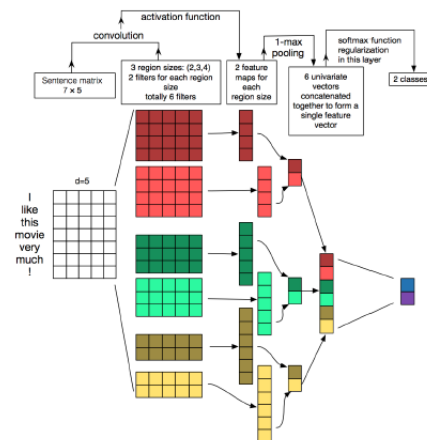 activation function
convolution
1-max
pooling
softmax function
regularization
in this layer
Sentence matrix
7 × 5
3 region sizes: (2,3,4)
2 filters for each region
size
totally 6 filters
2 feature
maps for
each
region size
6 univariate
vectors
concatenated
together to form a
single feature
vector
2 classes
d=5
I
like
this
movie
very
much
!